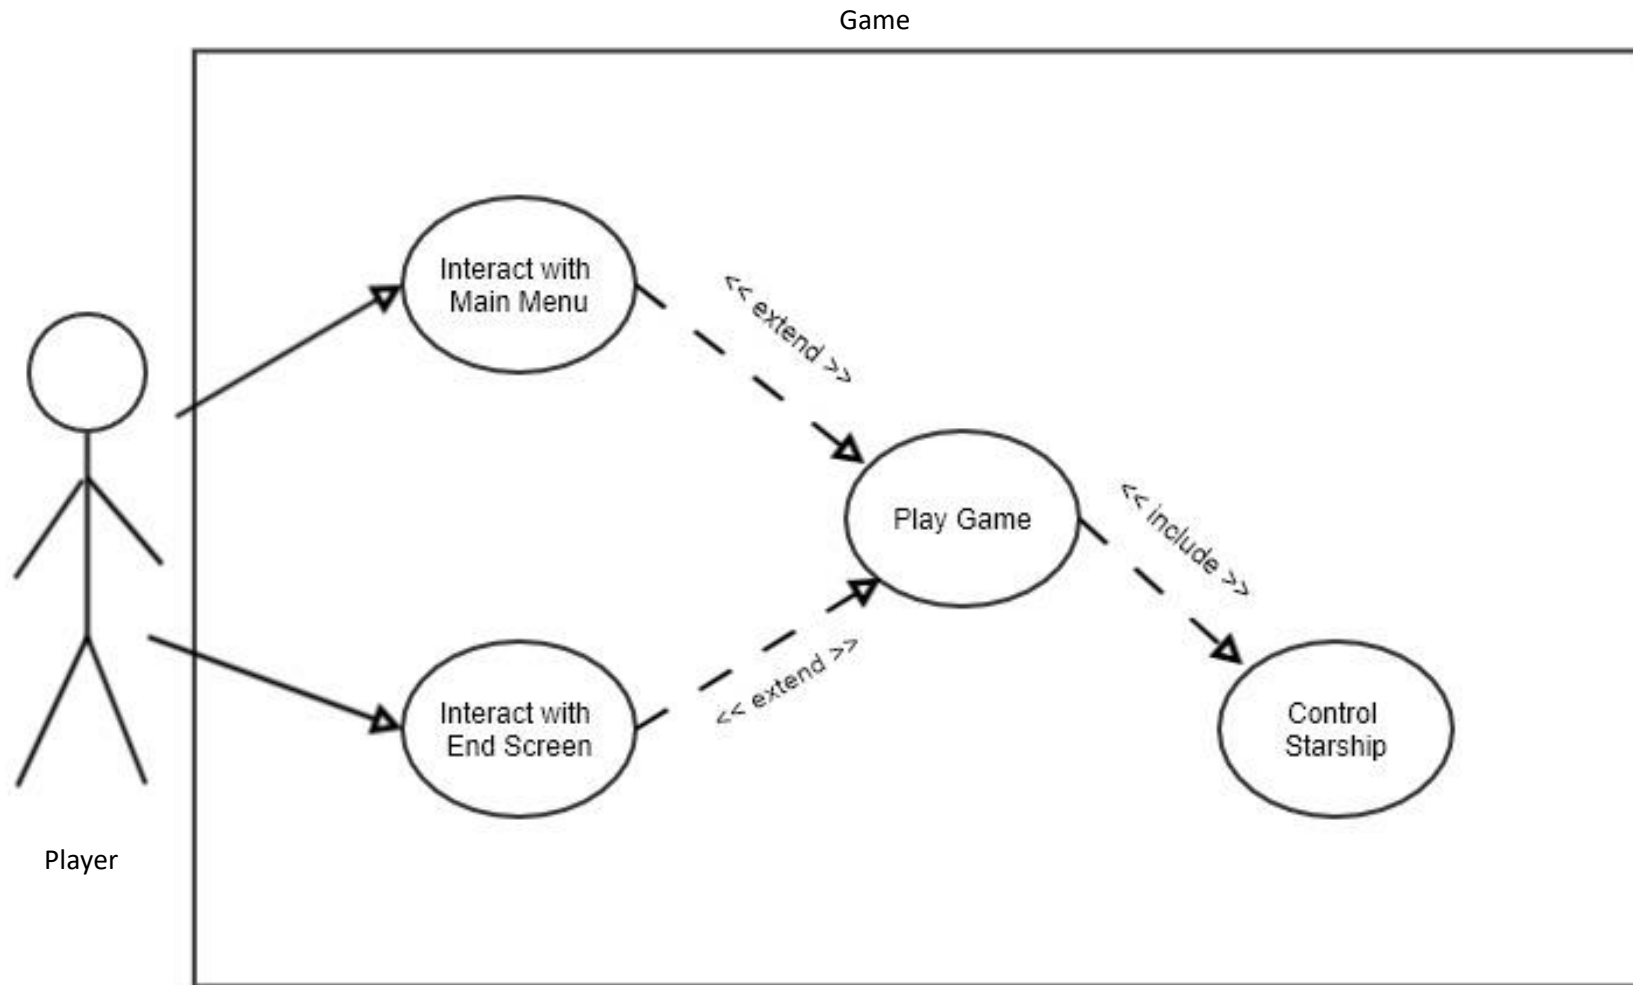 Game
Interact with
Main Menu
<< extend >>
Play Game
<< include >>
<< extend >>
Interact with
End Screen
Control
Starship
Player